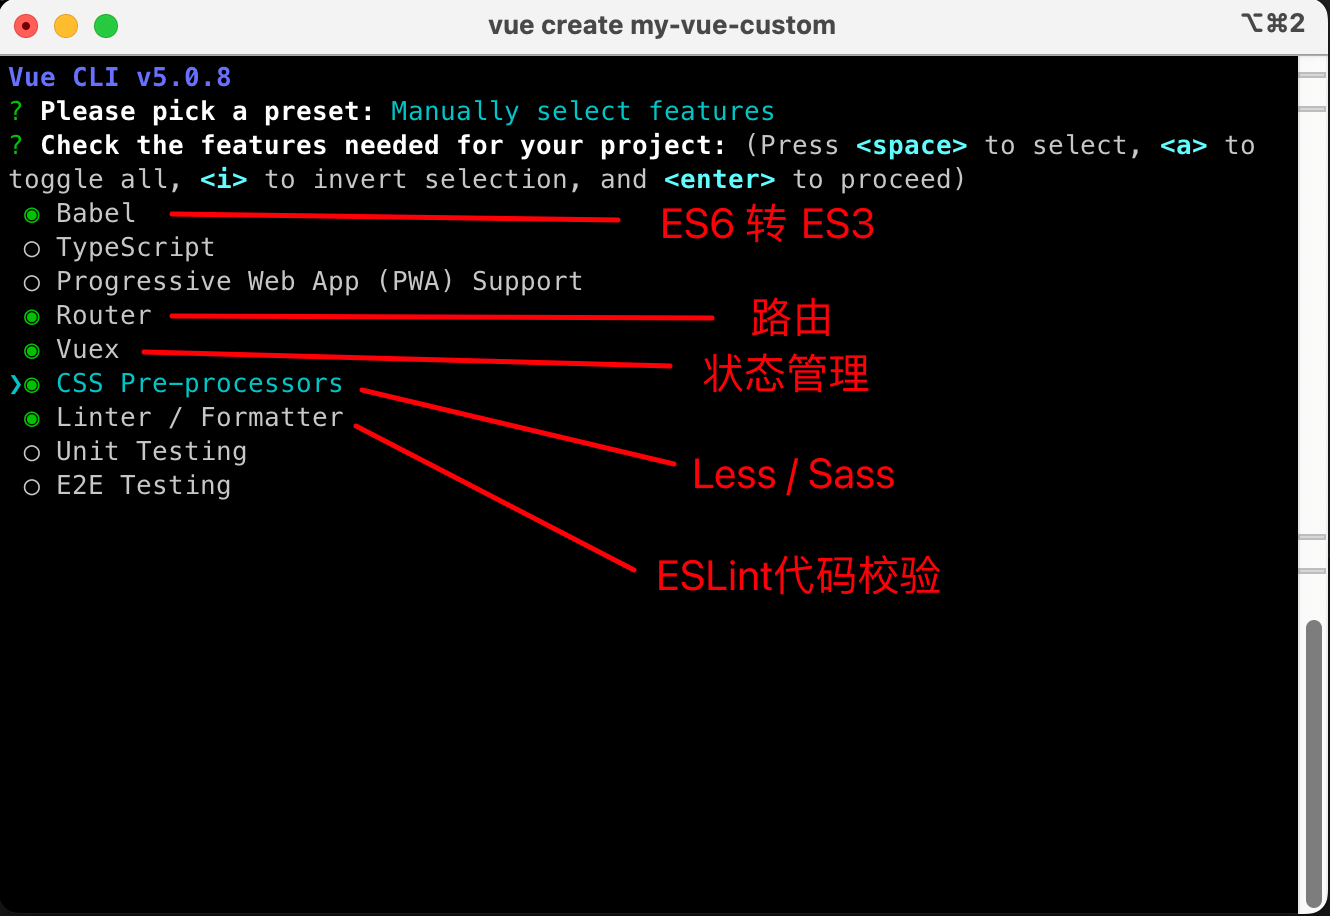 vue create my-vue-custom
⌥⌘2
Vue CLI v5.0.8
? Please pick a preset: Manually select features
? Check the features needed for your project: (Press <space> to select, <a> to
toggle all, <i> to invert selection, and <enter> to proceed)
◉ Babel
ES6 转 ES3
◯ TypeScript
◯ Progressive Web App (PWA) Support
◉ Router
路由
◉ Vuex
状态管理
❯◉ CSS Pre-processors
Less / Sass
◉ Linter / Formatter
ESLint代码校验
◯ Unit Testing
◯ E2E Testing